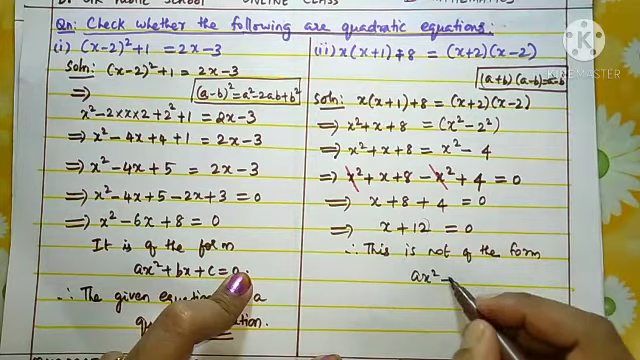 PUBLIC SCHOOL ONLINE CLASS
Qn: Check whether the following are quadratic equations:
(i) (x-2)²+1 = 2x-3
Soln: (x-2)²+1 = 2x-3
⇒ (a-b)²=a²-2ab+b²
x²-2×x×2+2²+1 = 2x-3
⇒ x²-4x+4+1 = 2x-3
⇒ x²-4x+5 = 2x-3
⇒ x²-4x+5-2x+3 = 0
⇒ x²-6x+8 = 0
It is of the form
ax²+bx+c=0.
∴ The given equation a
(ii) x(x+1)+8 = (x+2)(x-2)
(a+b)(a-b)=a²-b²
Soln: x(x+1)+8 = (x+2)(x-2)
⇒ x²+x+8 = (x²-2²)
⇒ x²+x+8 = x²-4
⇒ x²+x+8-x²+4 = 0
⇒ x+8+4 = 0
⇒ x+12 = 0
∴ This is not of the form
ax²
KINEMASTER